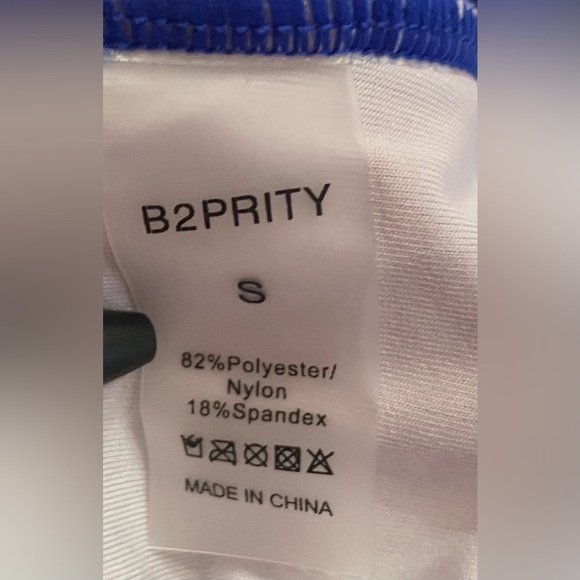 B2PRITY
S
82%Polyester/
Nylon
18%Spandex
MADE IN CHINA